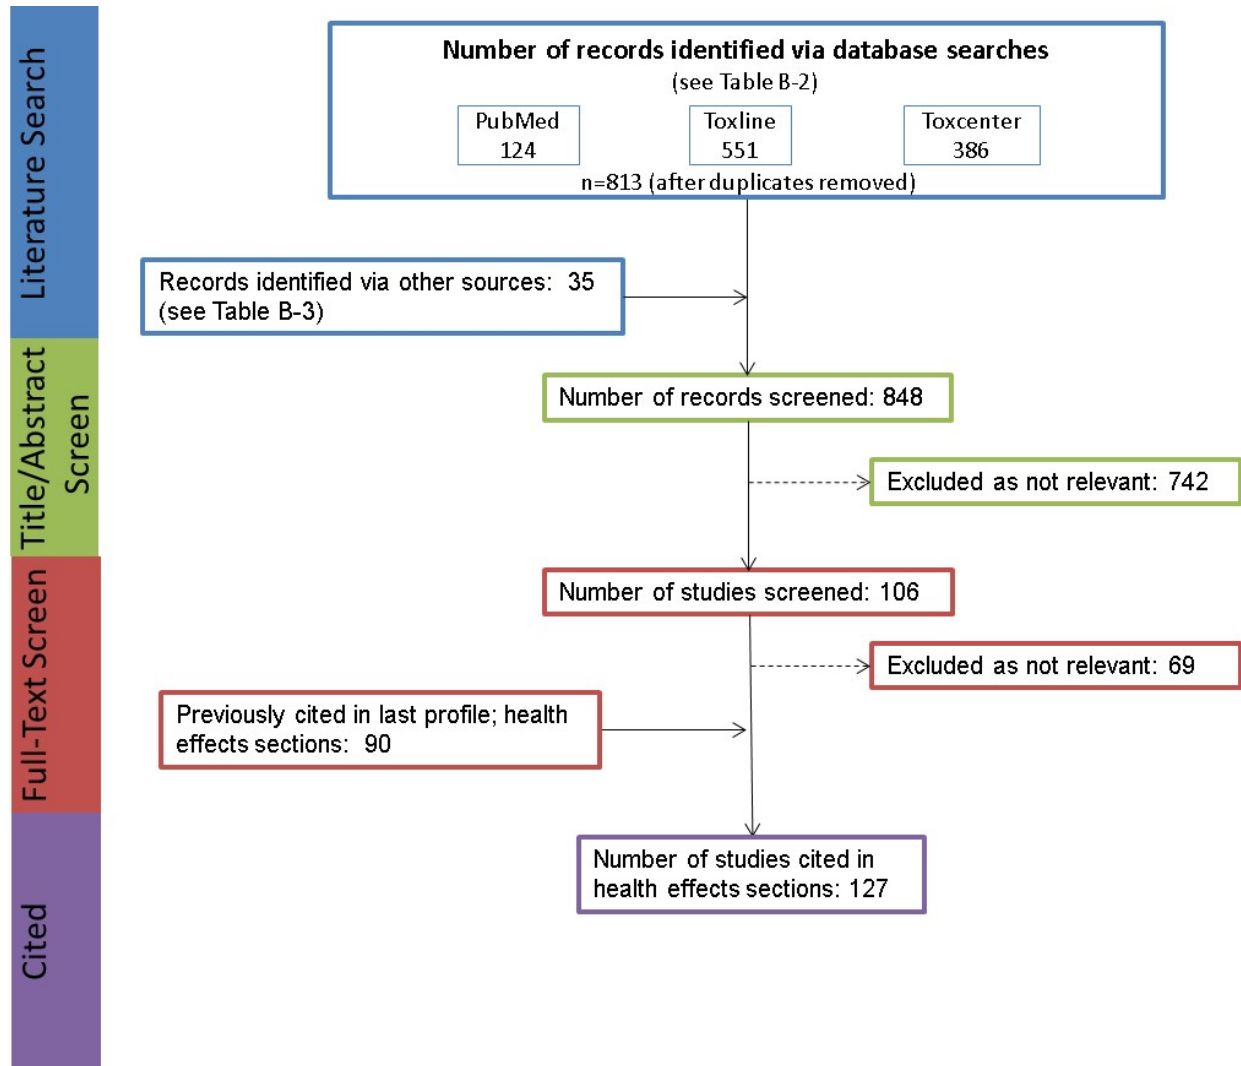 Literature Search
Number of records identified via database searches
(see Table B-2)
PubMed
124
Toxline
551
Toxcenter
386
n=813 (after duplicates removed)
Records identified via other sources: 35
(see Table B-3)
Title/Abstract
Screen
Number of records screened: 848
Excluded as not relevant: 742
Full-Text Screen
Number of studies screened: 106
Excluded as not relevant: 69
Previously cited in last profile; health
effects sections: 90
Cited
Number of studies cited in
health effects sections: 127